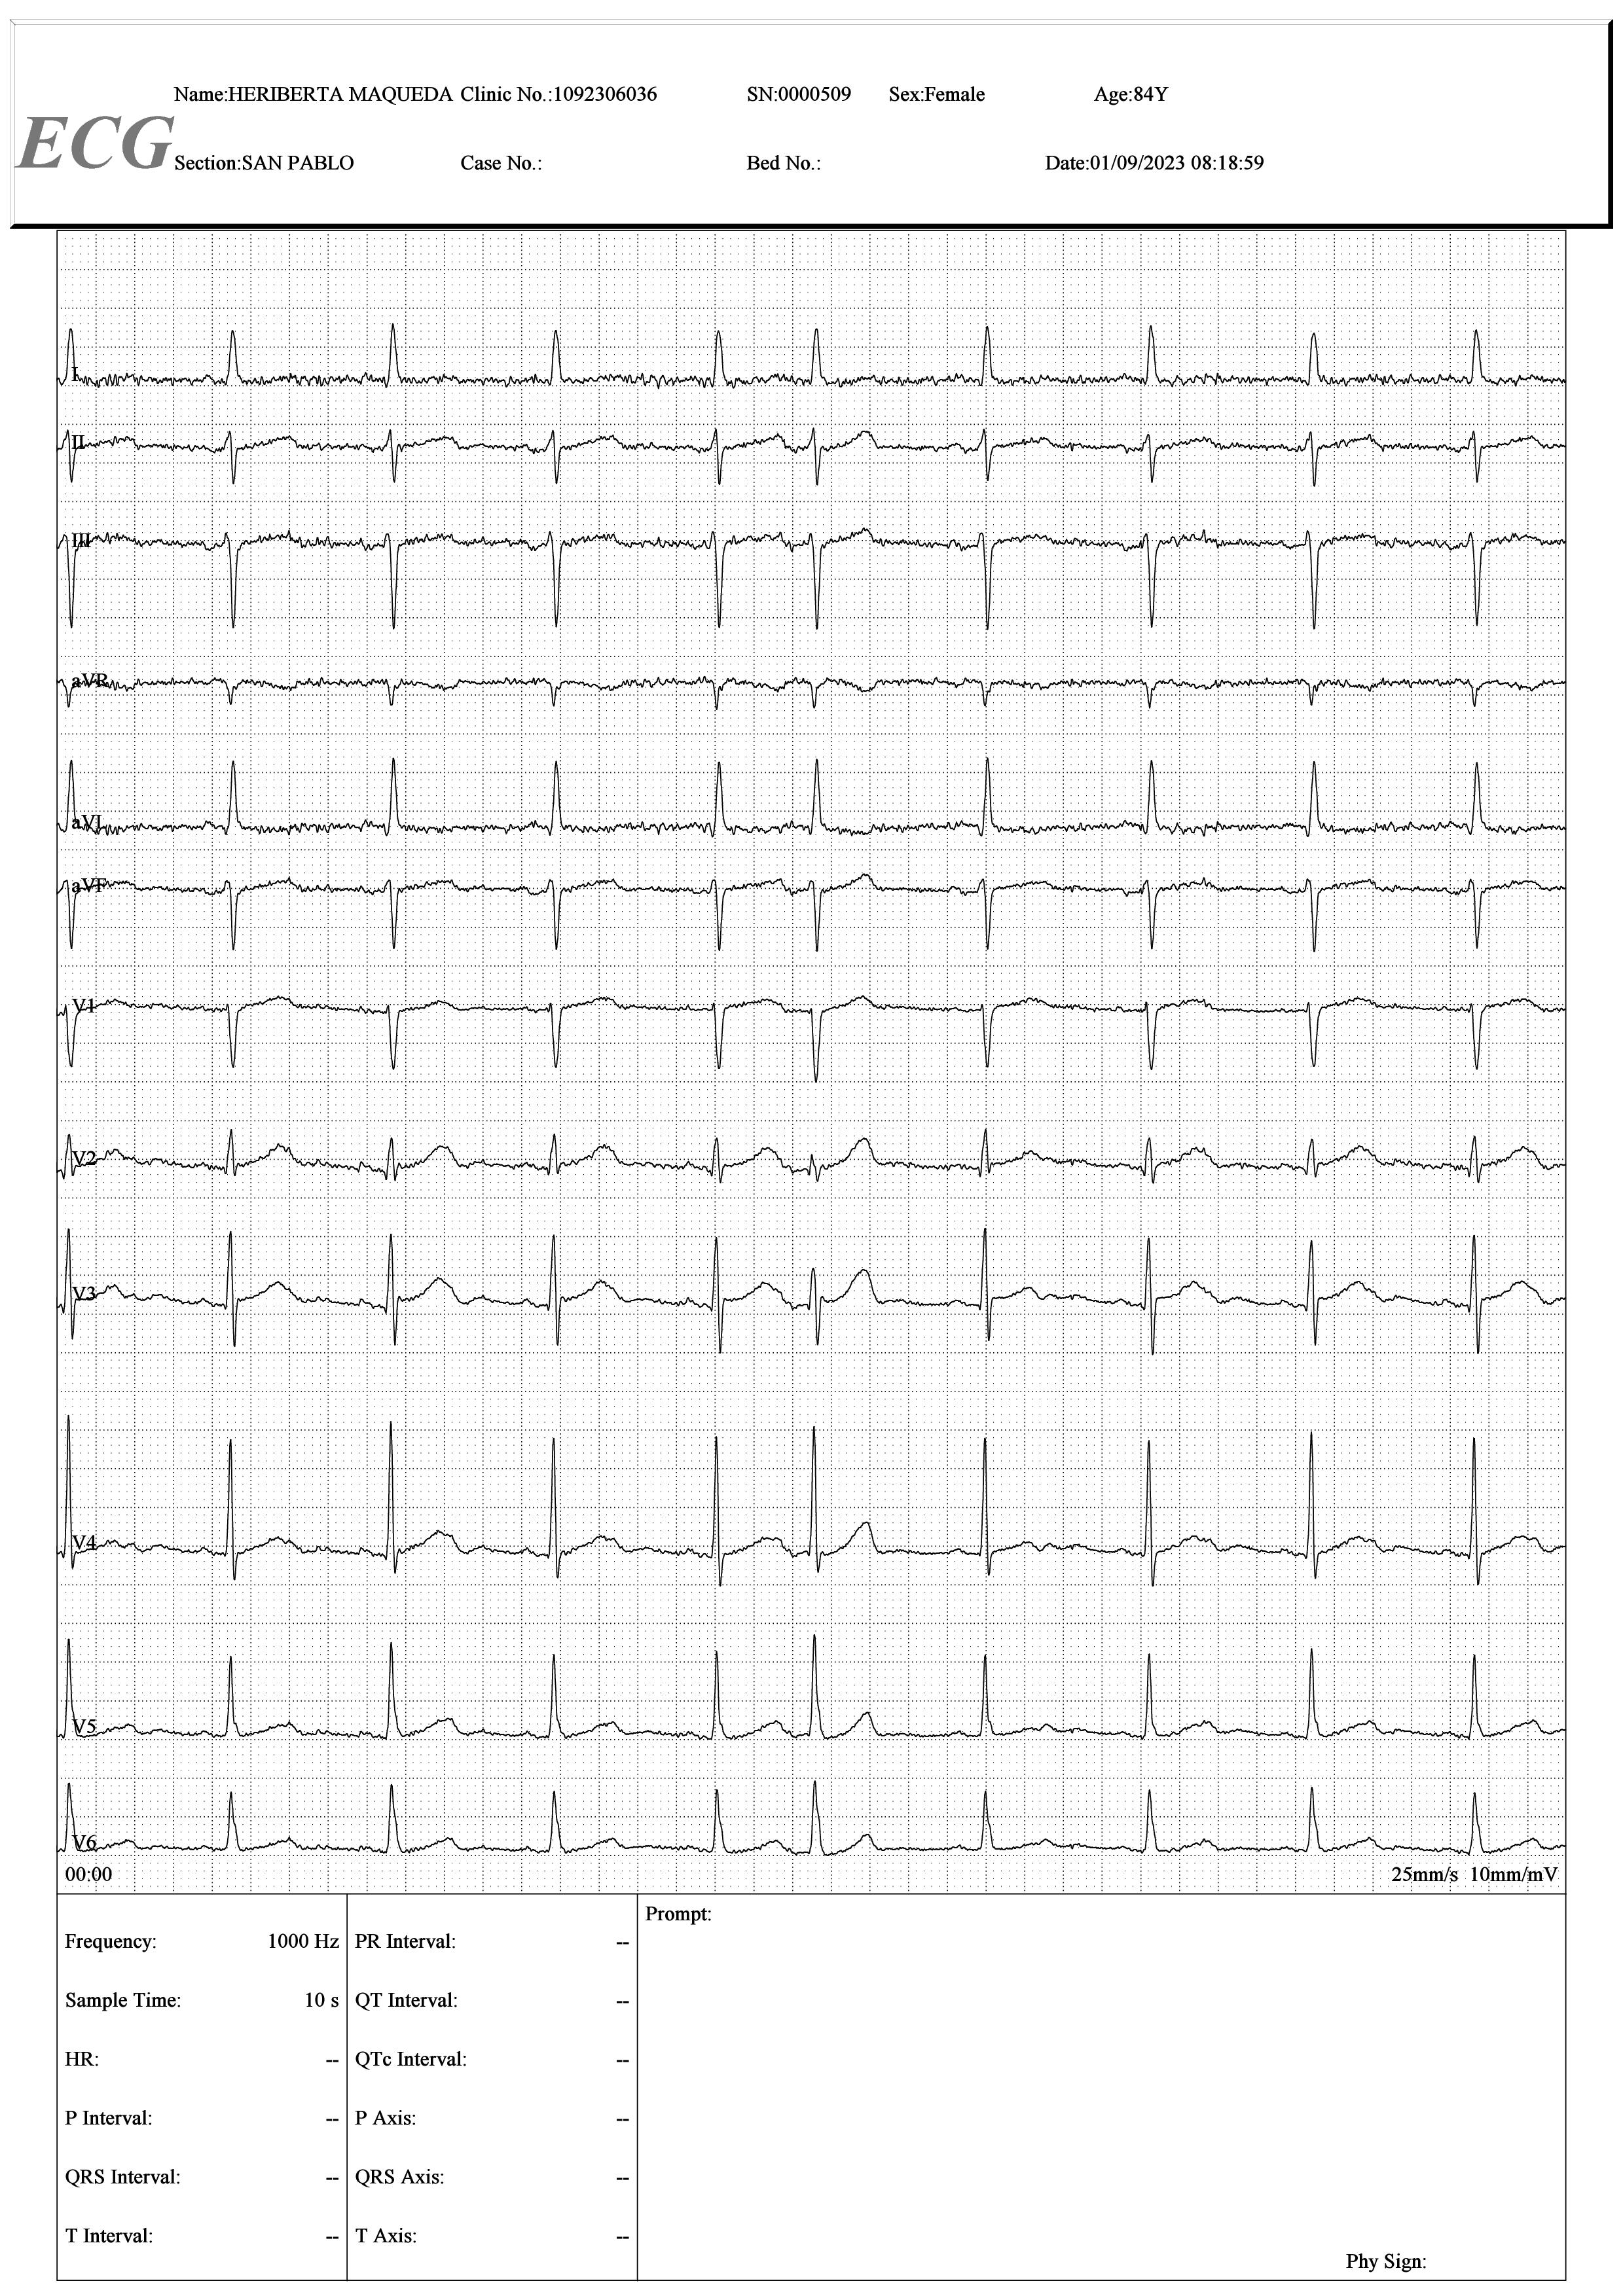 Name:HERIBERTA MAQUEDA Clinic No.:1092306036 SN:0000509 Sex:Female Age:84Y
ECG
Section:SAN PABLO Case No.: Bed No.: Date:01/09/2023 08:18:59
I
II
III
aVR
aVL
aVF
V1
V2
V3
V4
V5
V6
00:00 25mm/s 10mm/mV
Frequency: 1000 Hz PR Interval: -- Prompt:
Sample Time: 10 s QT Interval: --
HR: -- QTc Interval: --
P Interval: -- P Axis: --
QRS Interval: -- QRS Axis: --
T Interval: -- T Axis: --
Phy Sign: